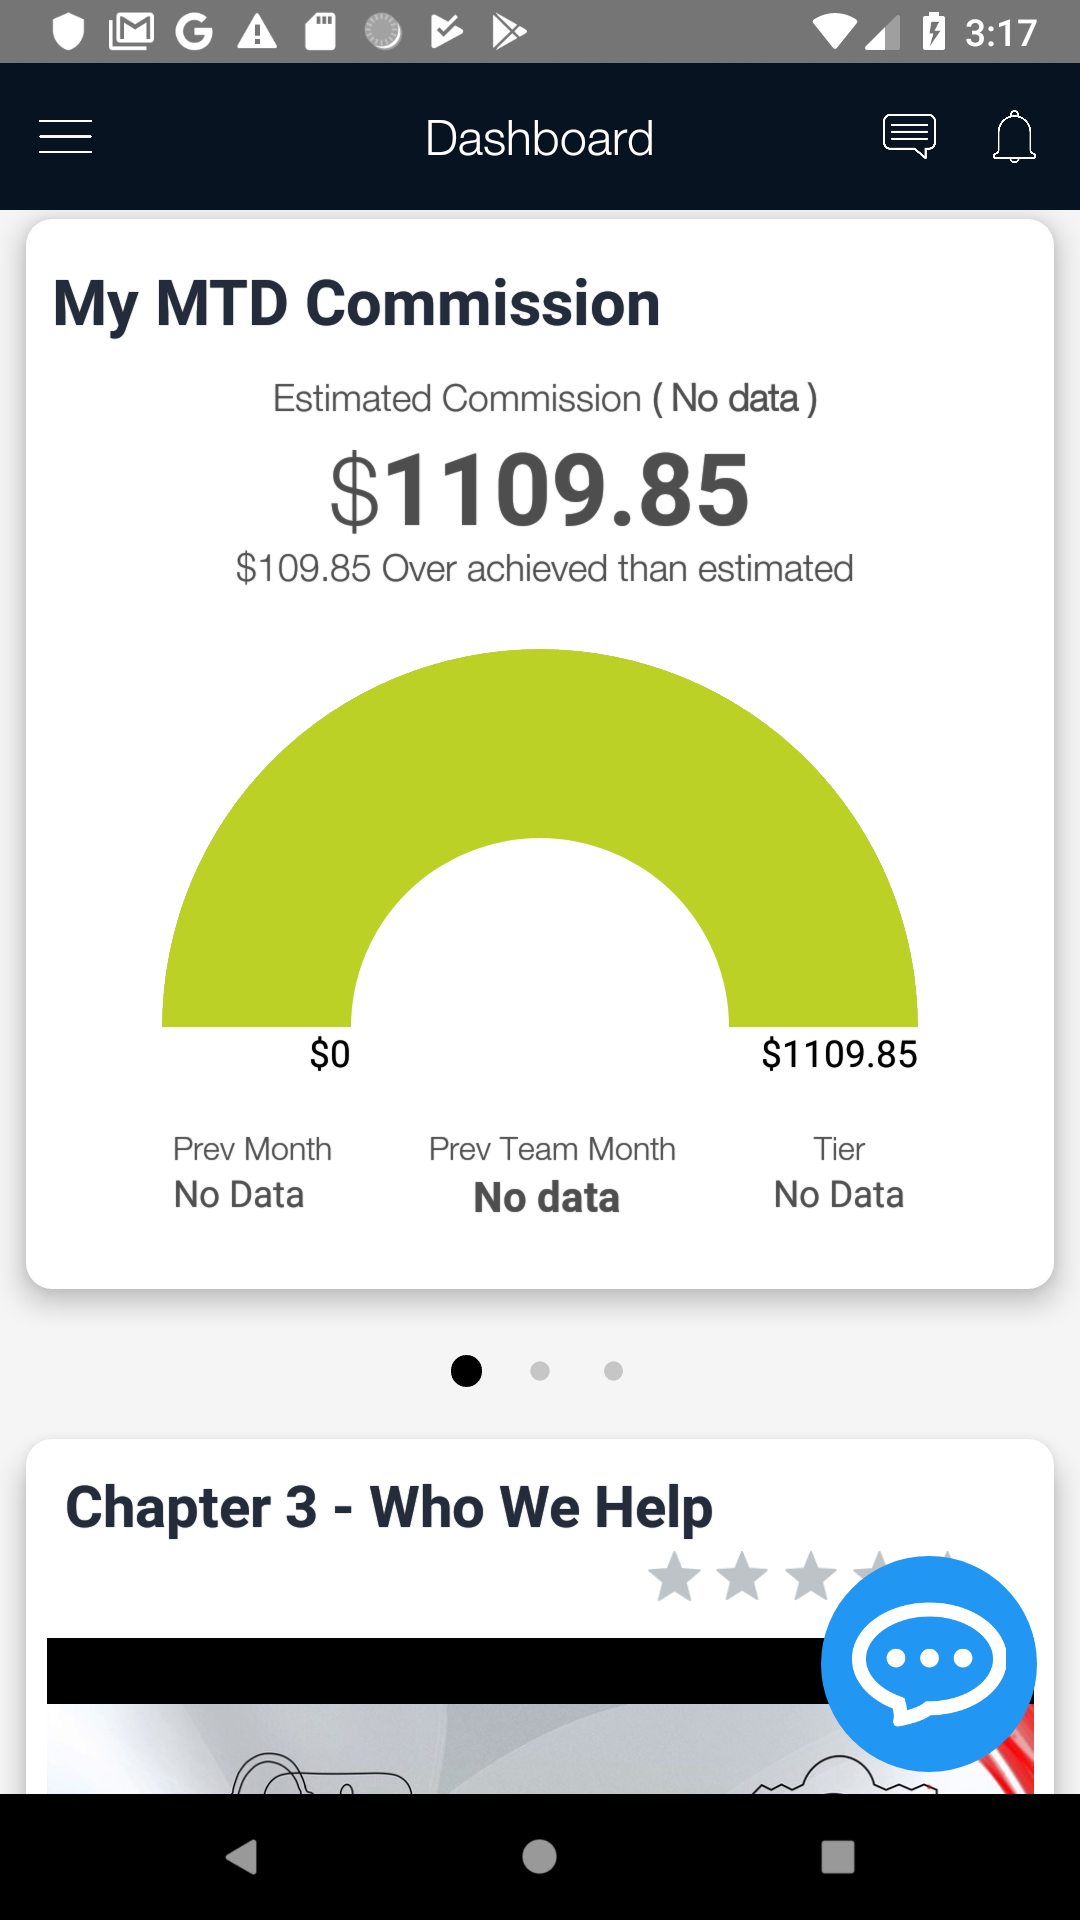 3:17
Dashboard
My MTD Commission
Estimated Commission ( No data )
$1109.85
$109.85 Over achieved than estimated
$0 $1109.85
Prev Month Prev Team Month Tier
No Data No data No Data
Chapter 3 - Who We Help